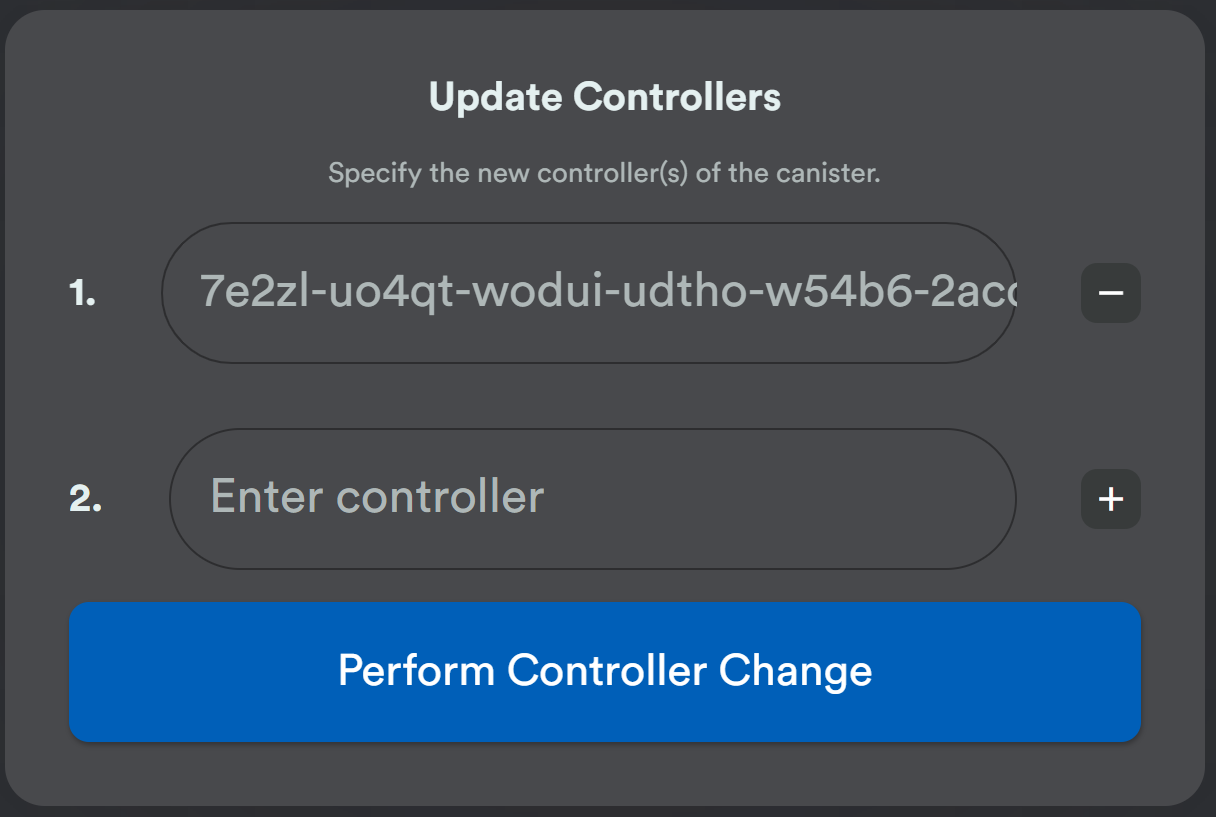 Update Controllers
Specify the new controller(s) of the canister.
1. 7e2zl-uo4qt-wodui-udtho-w54b6-2acc −
2. Enter controller +
Perform Controller Change